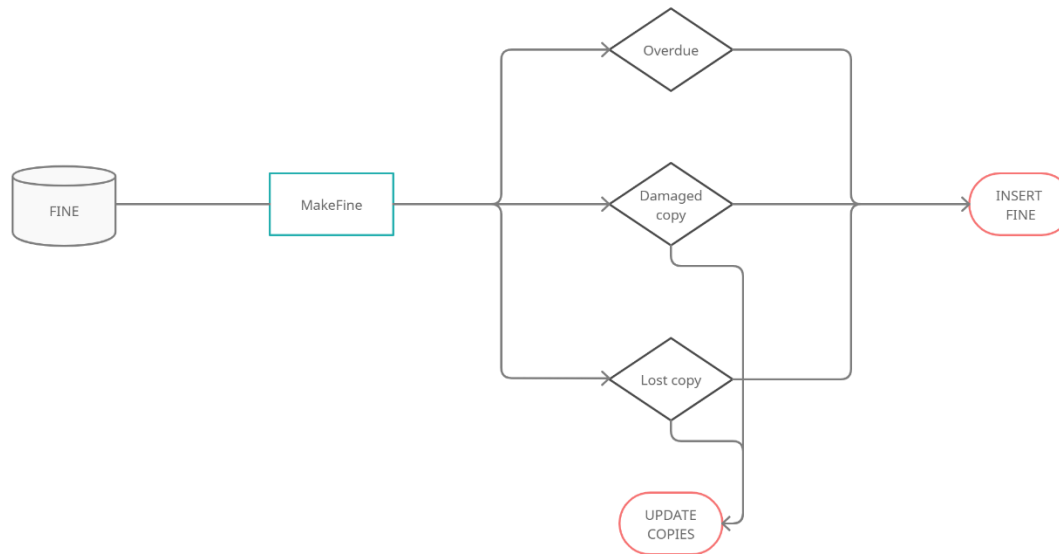 Overdue
FINE
MakeFine
Damaged
copy
INSERT
FINE
Lost copy
UPDATE
COPIES